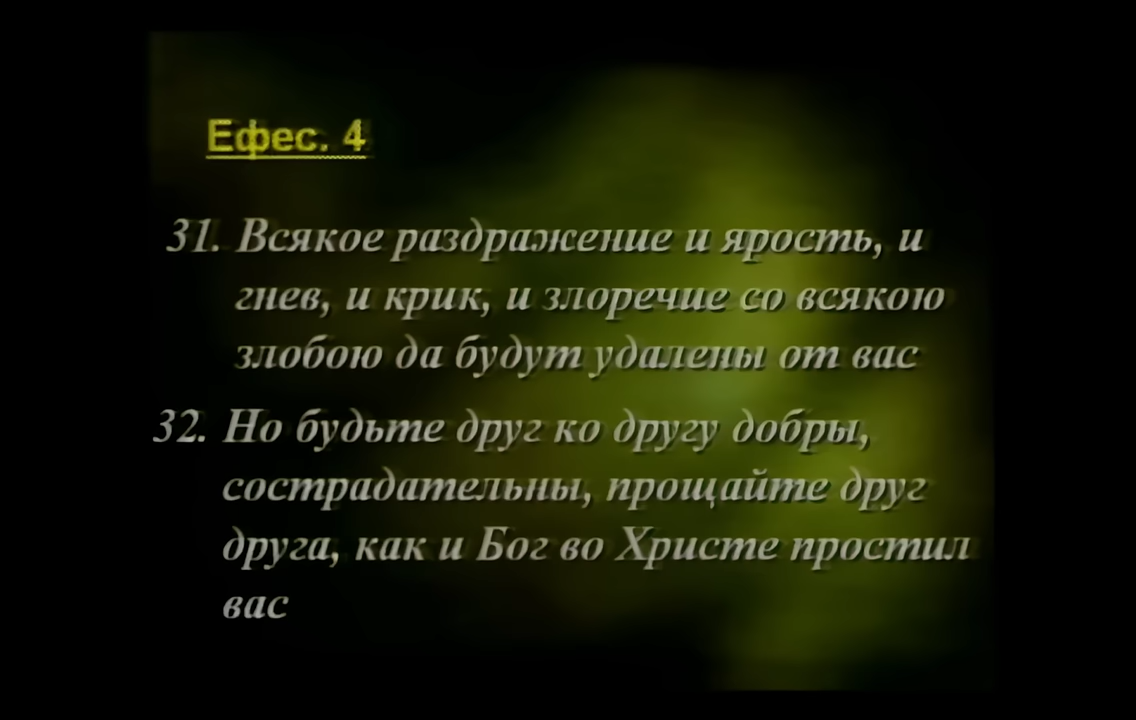 Ефес. 4
31. Всякое раздражение и ярость, и
гнев, и крик, и злоречие со всякою
злобою да будут удалены от вас
32. Но будьте друг ко другу добры,
сострадательны, прощайте друг
друга, как и Бог во Христе простил
вас